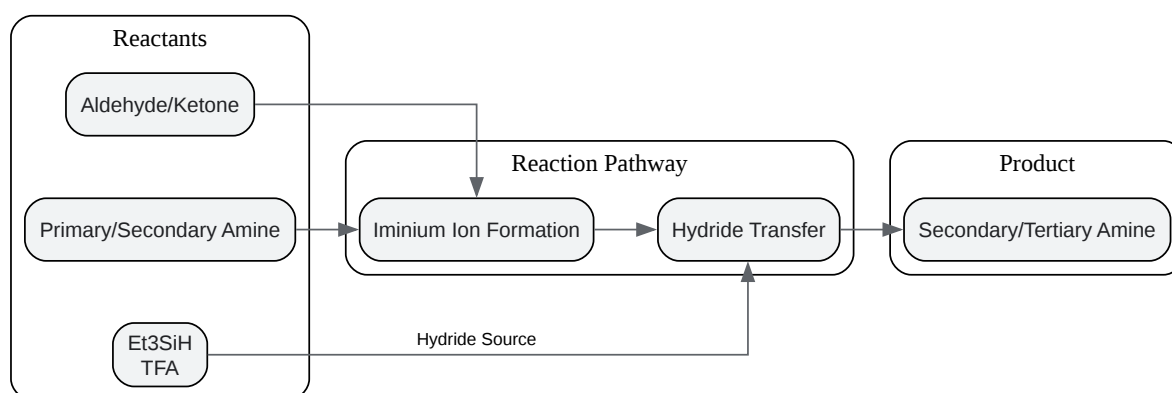 Reactants
Aldehyde/Ketone
Primary/Secondary Amine
Et3SiH
TFA
Hydride Source
Reaction Pathway
Iminium Ion Formation
Hydride Transfer
Product
Secondary/Tertiary Amine